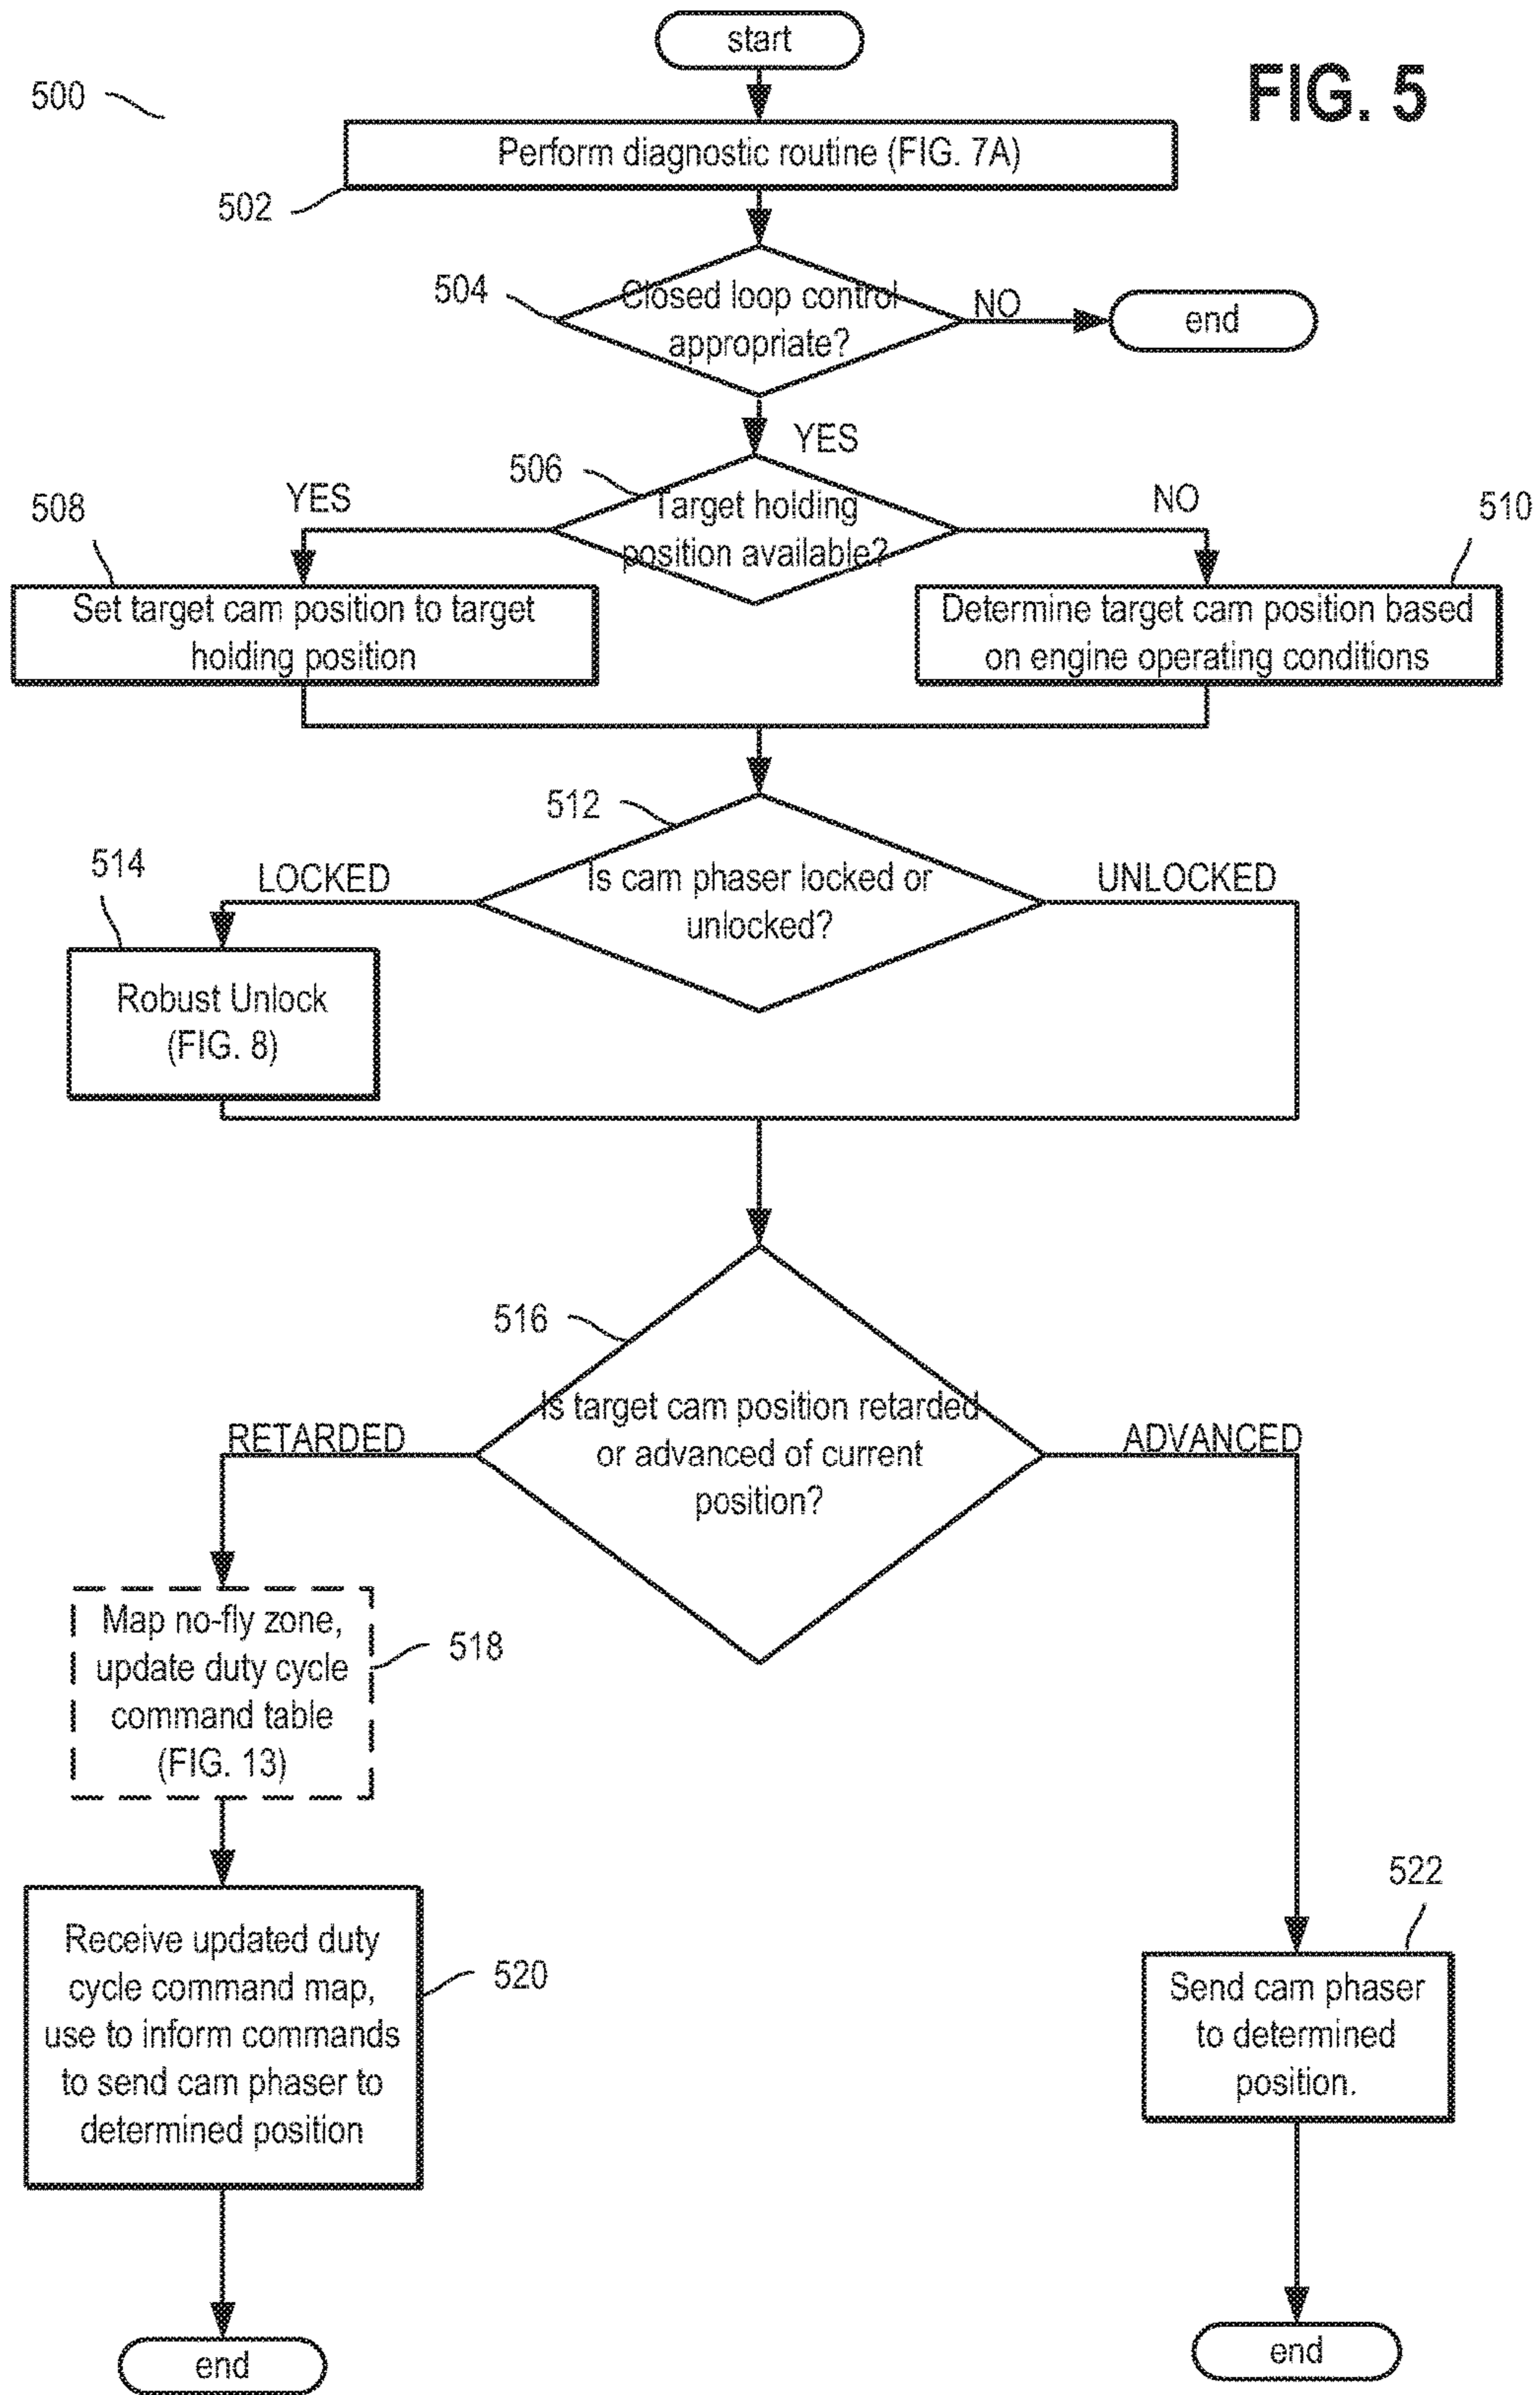 start
FIG. 5
500
Perform diagnostic routine (FIG. 7A)
502
504
Closed loop control
appropriate?
NO
end
YES
506
Target holding
position available?
YES
NO
508
510
Set target cam position to target
holding position
Determine target cam position based
on engine operating conditions
512
Is cam phaser locked or
unlocked?
LOCKED
UNLOCKED
514
Robust Unlock
(FIG. 8)
516
Is target cam position retarded
or advanced of current
position?
RETARDED
ADVANCED
Map no-fly zone,
update duty cycle
command table
(FIG. 13)
518
Receive updated duty
cycle command map,
use to inform commands
to send cam phaser to
determined position
520
522
Send cam phaser
to determined
position.
end
end